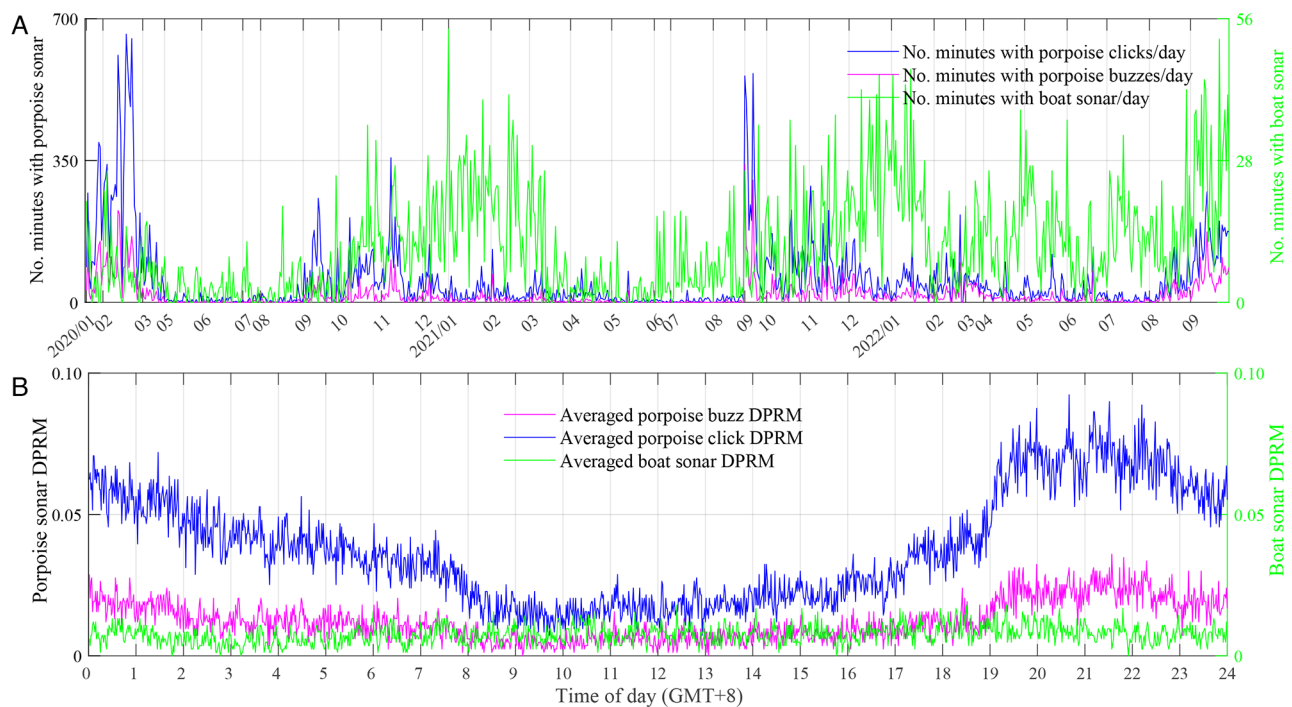 A
700
350
0
No. minutes with porpoise sonar
56
28
0
No. minutes with boat sonar
No. minutes with porpoise clicks/day
No. minutes with porpoise buzzes/day
No. minutes with boat sonar/day
2020/01 02 03 05 06 07 08 09 10 11 12 2021/01 02 03 04 05 06 07 08 09 10 11 12 2022/01 02 03 04 05 06 07 08 09
B
0.10
0.05
0
Porpoise sonar DPRM
0.10
0.05
0
Boat sonar DPRM
Averaged porpoise buzz DPRM
Averaged porpoise click DPRM
Averaged boat sonar DPRM
0 1 2 3 4 5 6 7 8 9 10 11 12 13 14 15 16 17 18 19 20 21 22 23 24
Time of day (GMT+8)